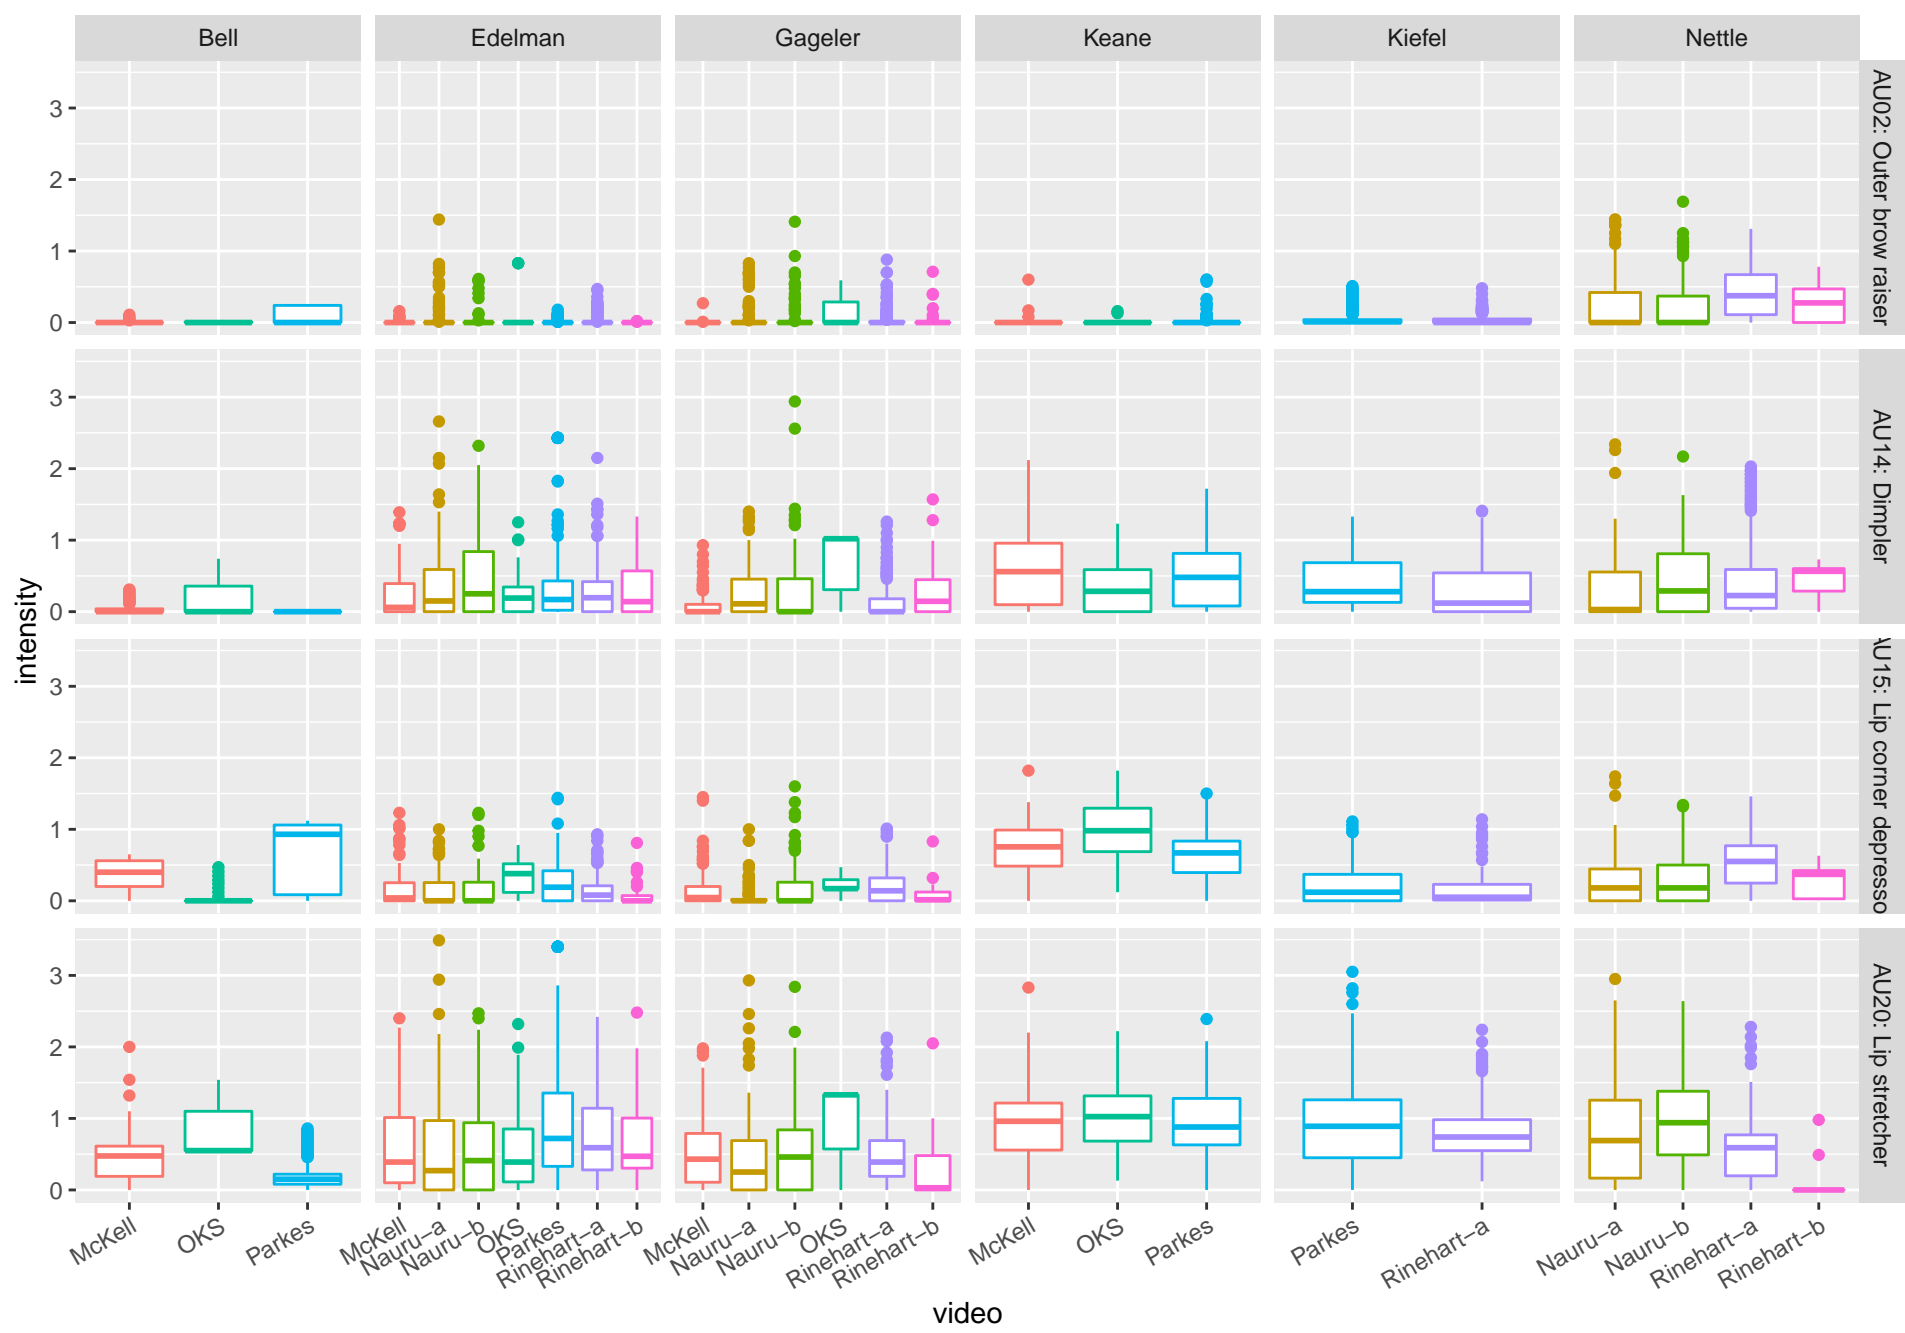 Bell Edelman Gageler Keane Kiefel Nettle
3
2
1
0
AU02: Outer brow raiser
3
2
1
0
AU14: Dimpler
3
2
1
0
AU15: Lip corner depresso
3
2
1
0
AU20: Lip stretcher
intensity
McKell OKS Parkes McKell Nauru−a Nauru−b OKS Parkes Rinehart−a Rinehart−b McKell Nauru−a Nauru−b OKS Rinehart−a Rinehart−b McKell OKS Parkes Parkes Rinehart−a Nauru−a Nauru−b Rinehart−a Rinehart−b
video